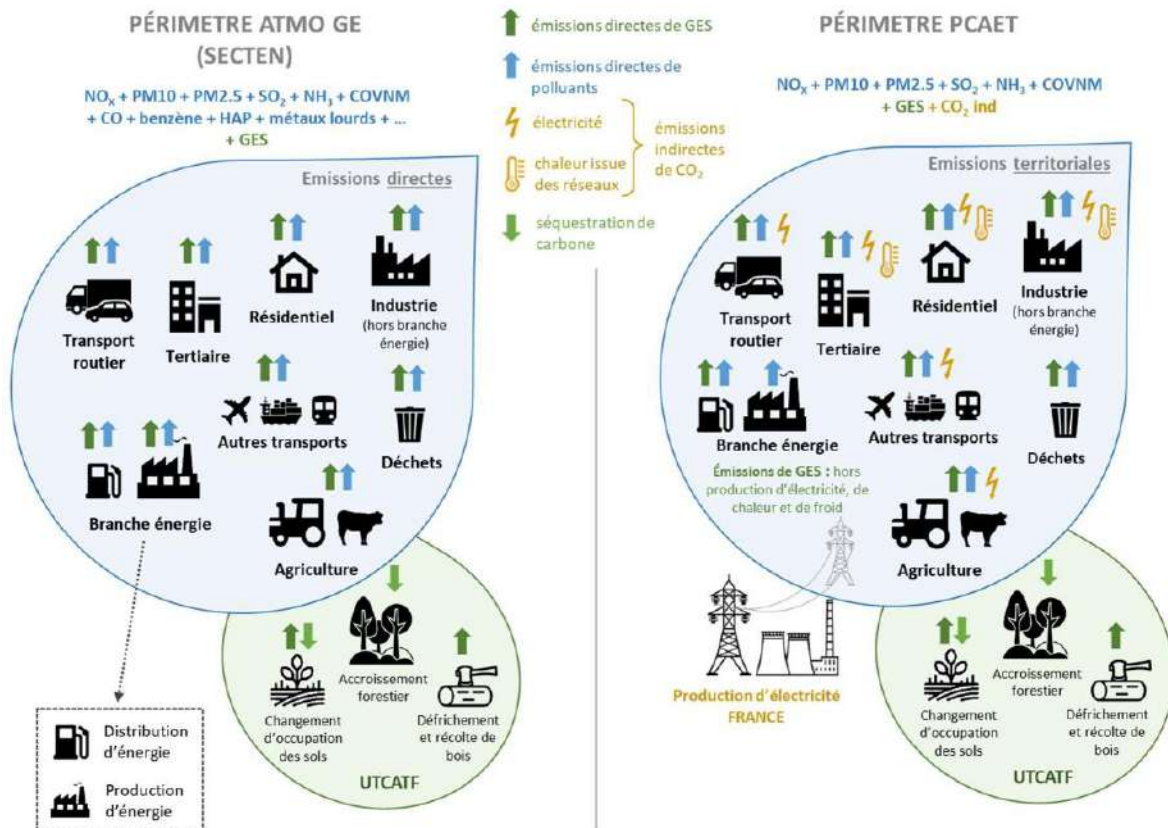 PÉRIMETRE ATMO GE
(SECTEN)
NOx + PM10 + PM2.5 + SO₂ + NH₃ + COVNM
+ CO + benzène + HAP + métaux lourds + ...
+ GES
Emissions directes
Transport
routier
Tertiaire
Résidentiel
Industrie
(hors branche
énergie)
Autres transports
Déchets
Branche énergie
Agriculture
Accroissement
forestier
Changement
d'occupation
des sols
Défrichement
et récolte de
bois
UTCATF
Distribution
d'énergie
Production
d'énergie
émissions directes de GES
émissions directes de
polluants
électricité
chaleur issue
des réseaux
émissions
indirectes
de CO₂
séquestration de
carbone
PÉRIMETRE PCAET
NOx + PM10 + PM2.5 + SO₂ + NH₃ + COVNM
+ GES + CO₂ ind
Emissions territoriales
Transport
routier
Tertiaire
Résidentiel
Industrie
(hors branche
énergie)
Branche énergie
Émissions de GES : hors
production d'électricité, de
chaleur et de froid
Autres transports
Déchets
Agriculture
Production d'électricité
FRANCE
Accroissement
forestier
Changement
d'occupation
des sols
Défrichement
et récolte de
bois
UTCATF